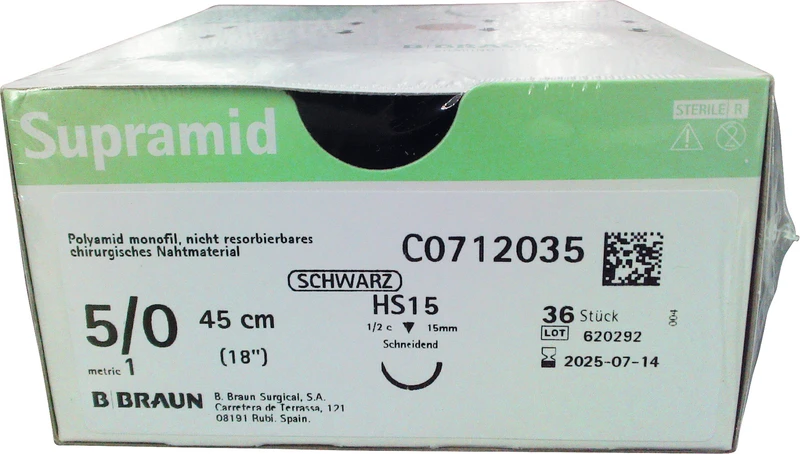 B BRAUN
Supramid
STERILE R
Polyamid monofil, nicht resorbierbares
chirurgisches Nahtmaterial
C0712035
SCHWARZ
5/0 45 cm
(18")
metric 1
HS15
1/2 c ▼ 15mm
Schneidend
36 Stück
LOT 620292
2025-07-14
004
B BRAUN
B. Braun Surgical, S.A.
Carretera de Terrassa, 121
08191 Rubí. Spain.